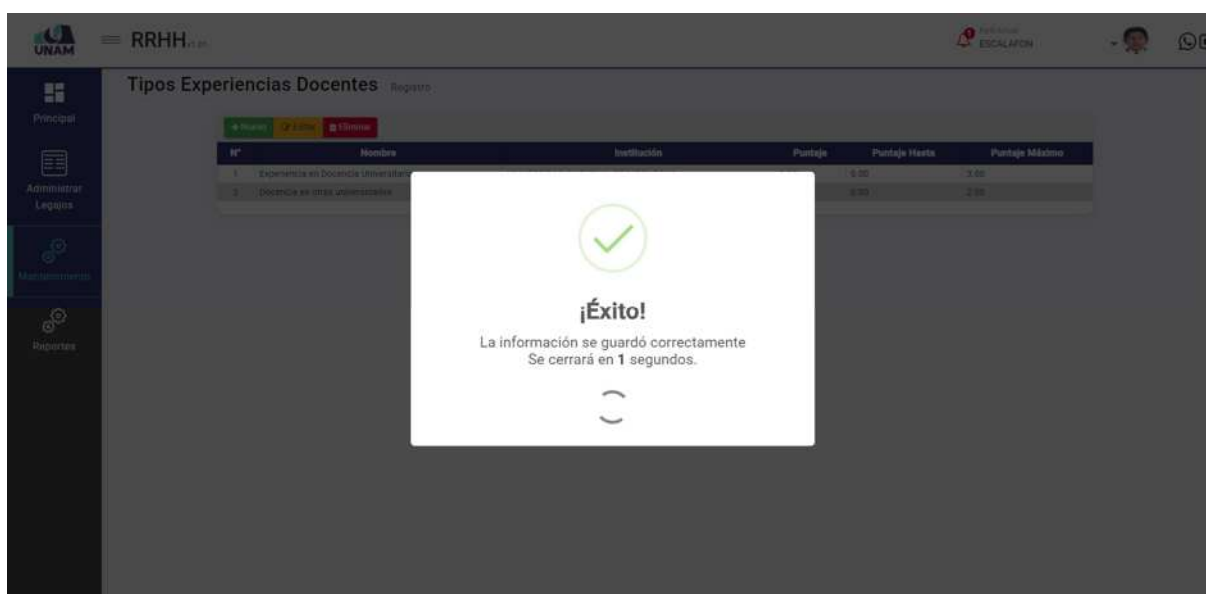 UNAM
RRHH
ESCALAFON
1
Principal
Administrar
Legajos
Mantenimiento
Reportes
Tipos Experiencias Docentes Registro
Nuevo Editar Eliminar
N° Nombre Institución Puntaje Puntaje Hasta Puntaje Máximo
1 Experiencia en Docencia Universitaria 0.00 3.00
2 Docencia en otras universidades 0.00 2.00
¡Éxito!
La información se guardó correctamente
Se cerrará en 1 segundos.